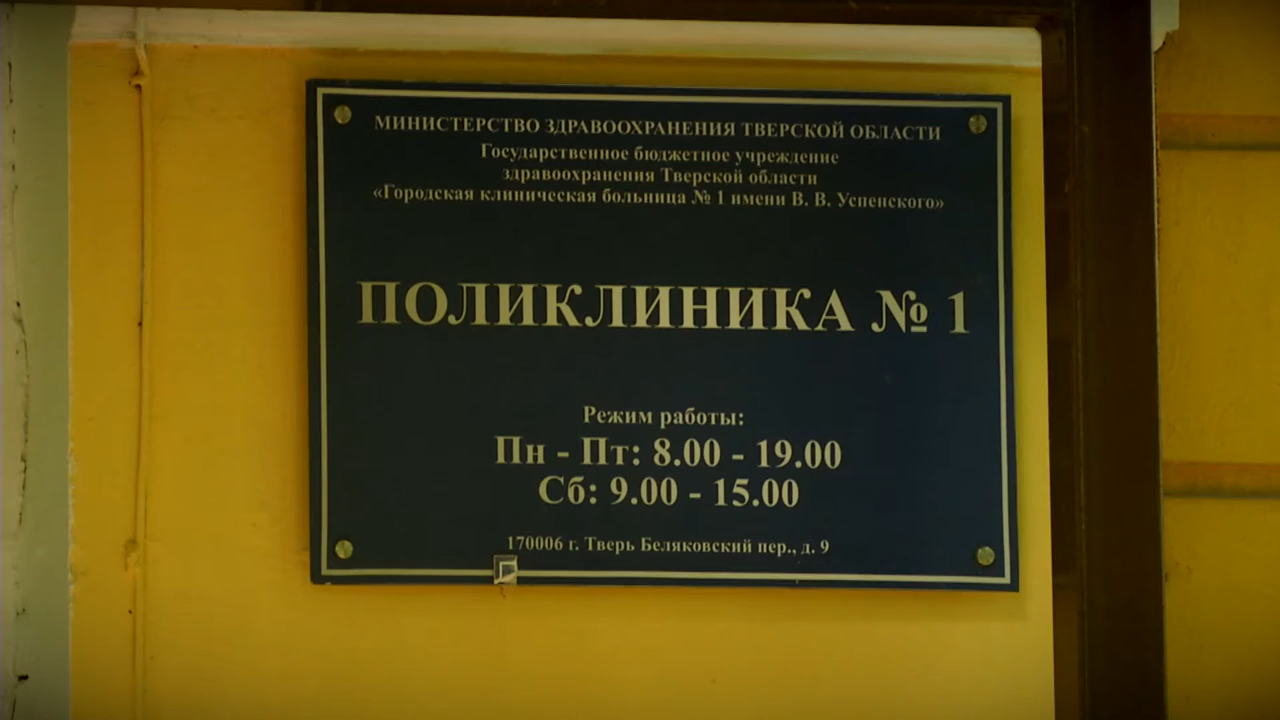 МИНИСТЕРСТВО ЗДРАВООХРАНЕНИЯ ТВЕРСКОЙ ОБЛАСТИ
Государственное бюджетное учреждение
здравоохранения Тверской области
«Городская клиническая больница № 1 имени В. В. Успенского»
ПОЛИКЛИНИКА № 1
Режим работы:
Пн - Пт: 8.00 - 19.00
Сб: 9.00 - 15.00
170006 г. Тверь Беляковский пер., д. 9